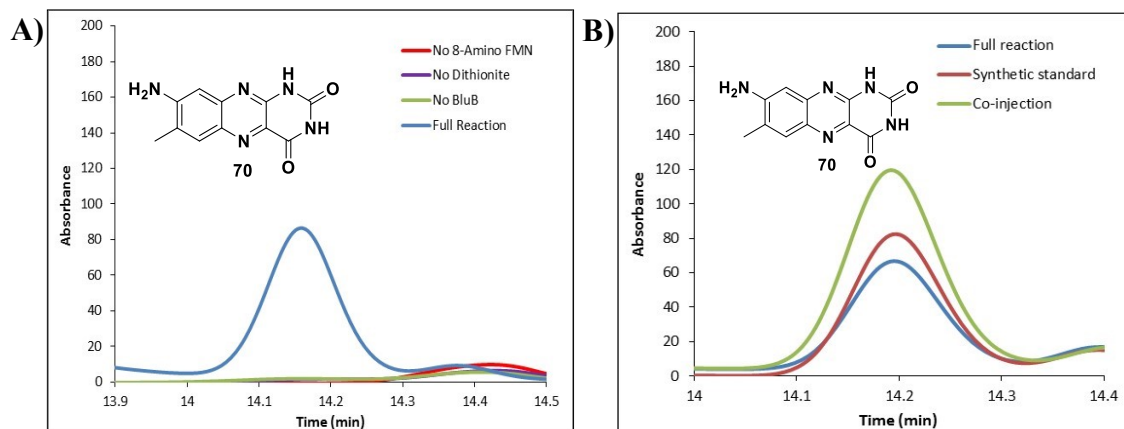 A)
200
180
160
140
120
100
80
60
40
20
0
Absorbance
13.9
14
14.1
14.2
14.3
14.4
14.5
Time (min)
No 8-Amino FMN
No Dithionite
No BluB
Full Reaction
H2N
N
H
N
O
NH
N
O
70
B)
200
180
160
140
120
100
80
60
40
20
0
Absorbance
14
14.1
14.2
14.3
14.4
Time (min)
Full reaction
Synthetic standard
Co-injection
H2N
N
H
N
O
NH
N
O
70